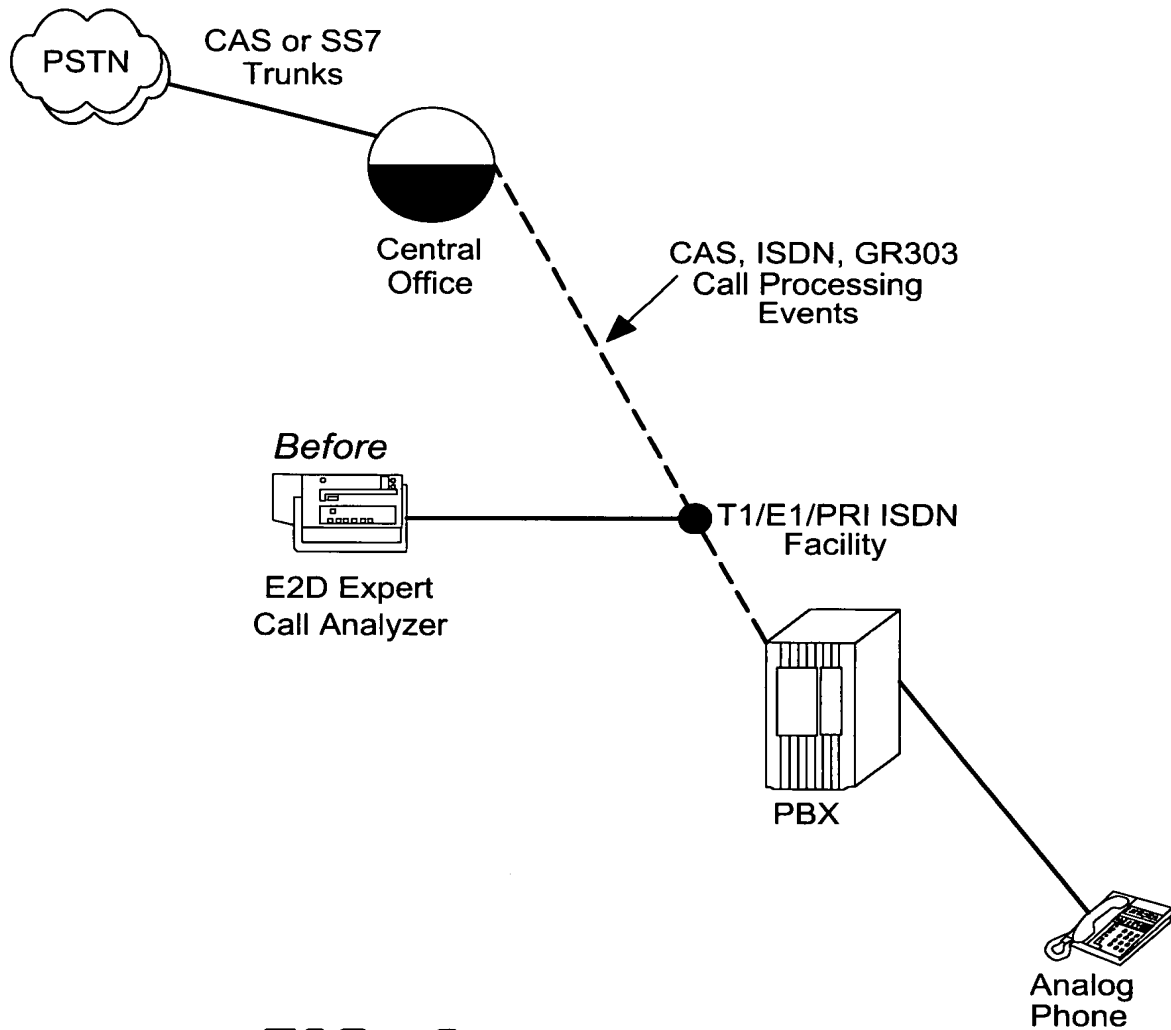 PSTN
CAS or SS7
Trunks
Central
Office
CAS, ISDN, GR303
Call Processing
Events
Before
E2D Expert
Call Analyzer
T1/E1/PRI ISDN
Facility
PBX
Analog
Phone